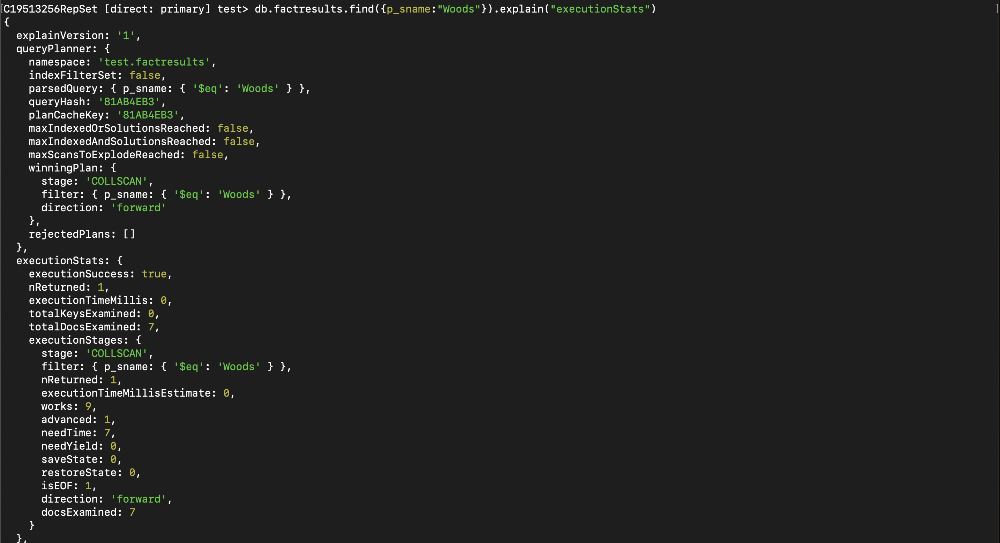 [C19513256RepSet [direct: primary] test> db.factresults.find({p_sname:"Woods"}).explain("executionStats") ]
{
  explainVersion: '1',
  queryPlanner: {
    namespace: 'test.factresults',
    indexFilterSet: false,
    parsedQuery: { p_sname: { '$eq': 'Woods' } },
    queryHash: '81AB4EB3',
    planCacheKey: '81AB4EB3',
    maxIndexedOrSolutionsReached: false,
    maxIndexedAndSolutionsReached: false,
    maxScansToExplodeReached: false,
    winningPlan: {
      stage: 'COLLSCAN',
      filter: { p_sname: { '$eq': 'Woods' } },
      direction: 'forward'
    },
    rejectedPlans: []
  },
  executionStats: {
    executionSuccess: true,
    nReturned: 1,
    executionTimeMillis: 0,
    totalKeysExamined: 0,
    totalDocsExamined: 7,
    executionStages: {
      stage: 'COLLSCAN',
      filter: { p_sname: { '$eq': 'Woods' } },
      nReturned: 1,
      executionTimeMillisEstimate: 0,
      works: 9,
      advanced: 1,
      needTime: 7,
      needYield: 0,
      saveState: 0,
      restoreState: 0,
      isEOF: 1,
      direction: 'forward',
      docsExamined: 7
    }
  },